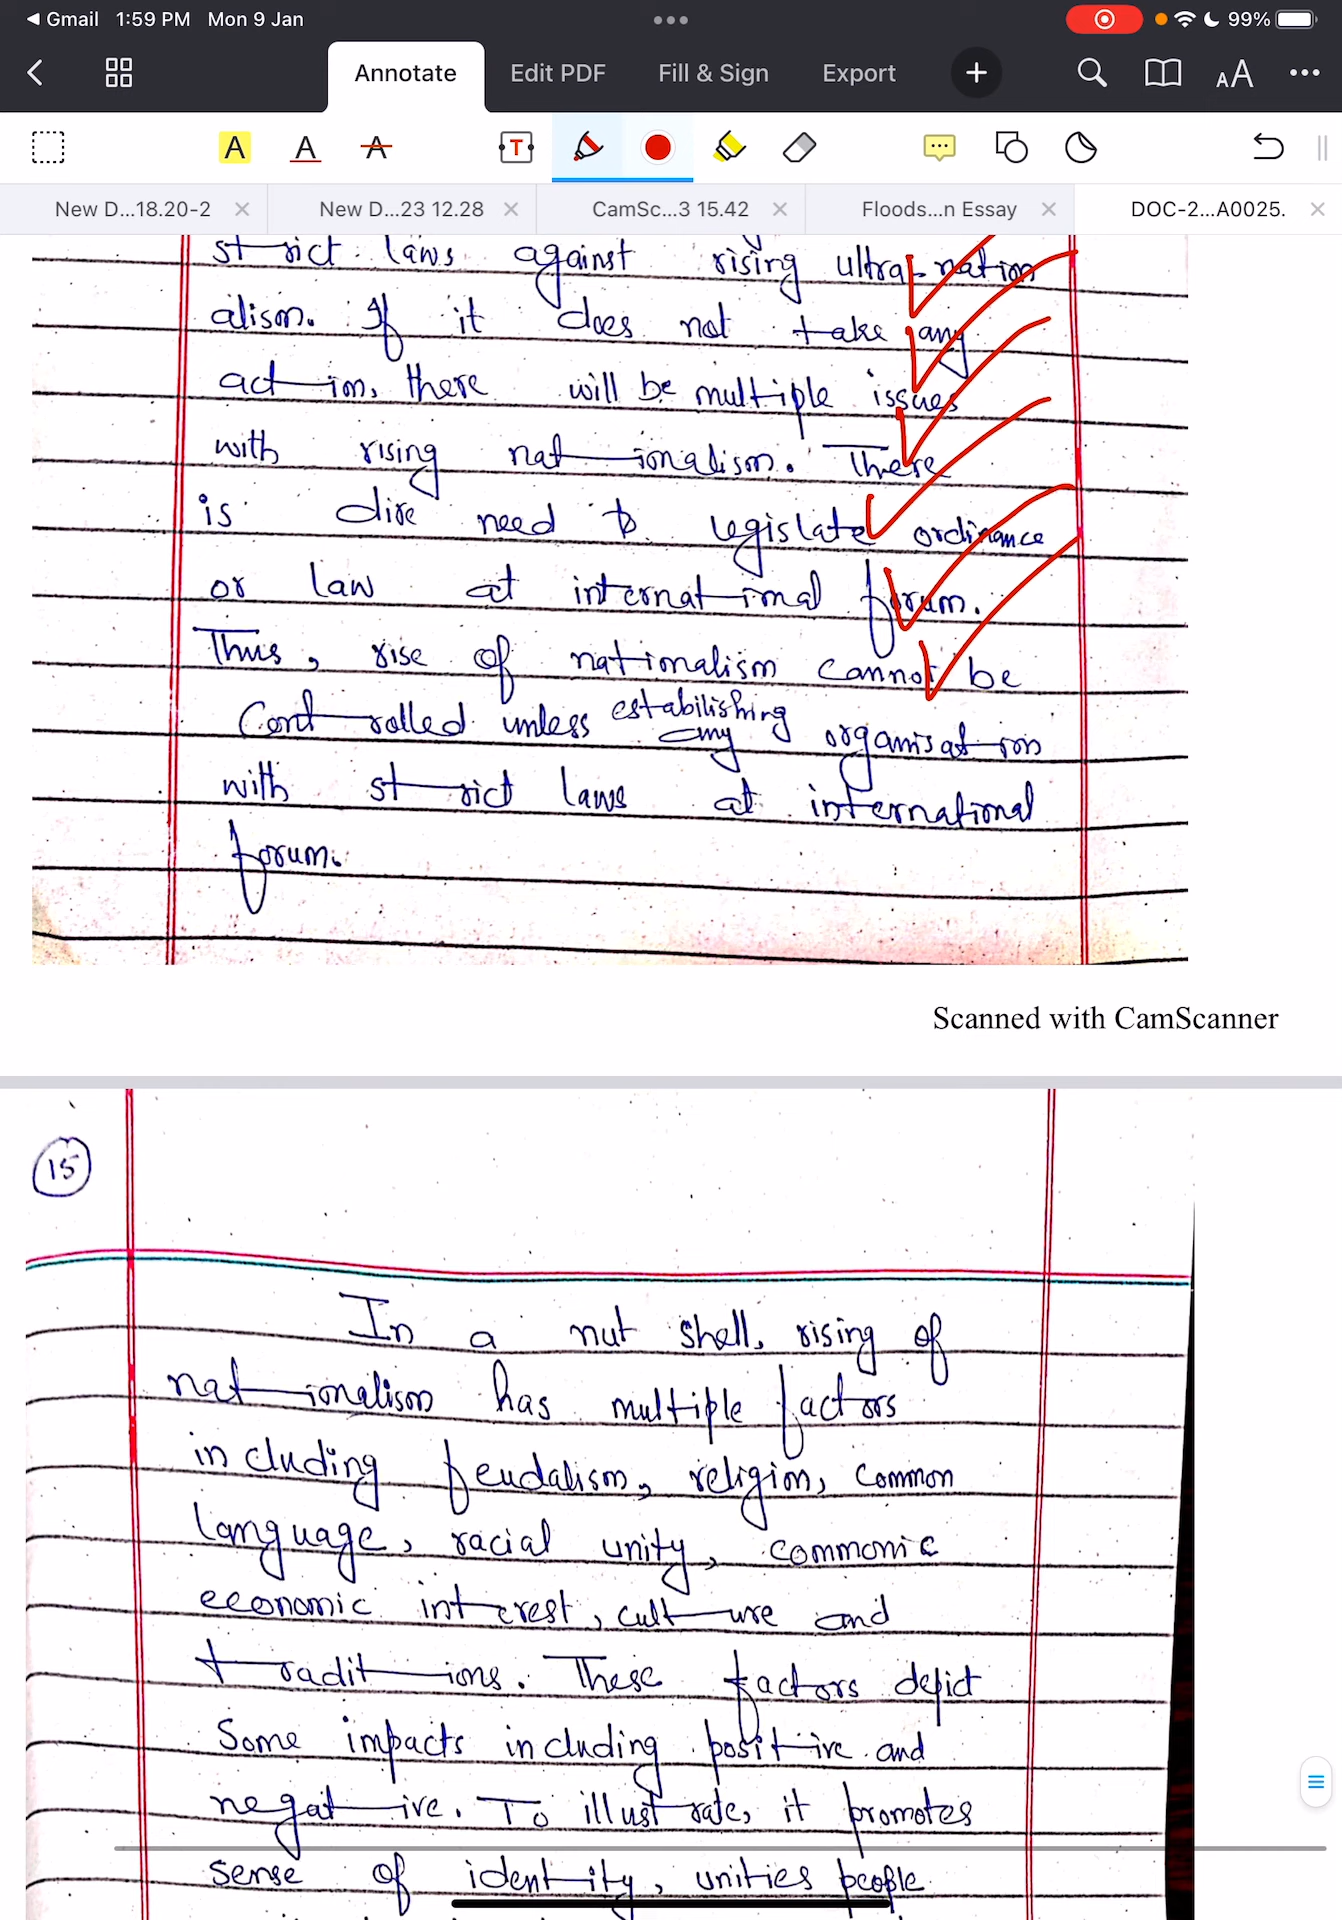 Gmail 1:59 PM Mon 9 Jan 99%
Annotate Edit PDF Fill & Sign Export
New D...18.20-2 New D...23 12.28 CamSc...3 15.42 Floods...n Essay DOC-2...A0025.
strict laws against rising ultra-nation
alism. If it does not take any
action, there will be multiple issues
with rising nationalism. There
is dire need to legislate ordinance
or law at international forum.
Thus, rise of nationalism cannot be
Controlled unless estabilishing any organisation
with strict laws at international
forum.
Scanned with CamScanner
15
In a nut shell, rising of
nationalism has multiple factors
including feudalism, religion, common
language, racial unity, commonic
economic interest, culture and
traditions. These factors depict
Some impacts including positive and
negative. To illustrate, it promotes
sense of identity, unities people